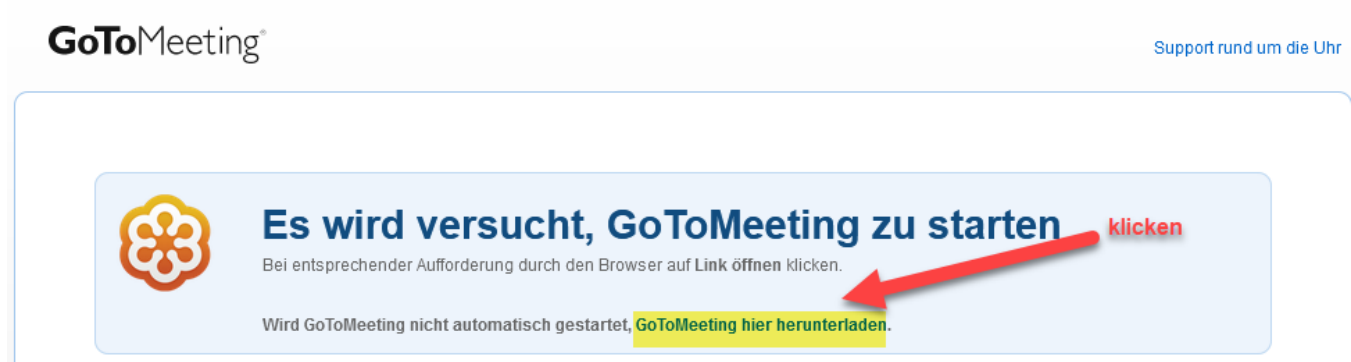 GoToMeeting®
Support rund um die Uhr
Es wird versucht, GoToMeeting zu starten
klicken
Bei entsprechender Aufforderung durch den Browser auf Link öffnen klicken.
Wird GoToMeeting nicht automatisch gestartet, GoToMeeting hier herunterladen.